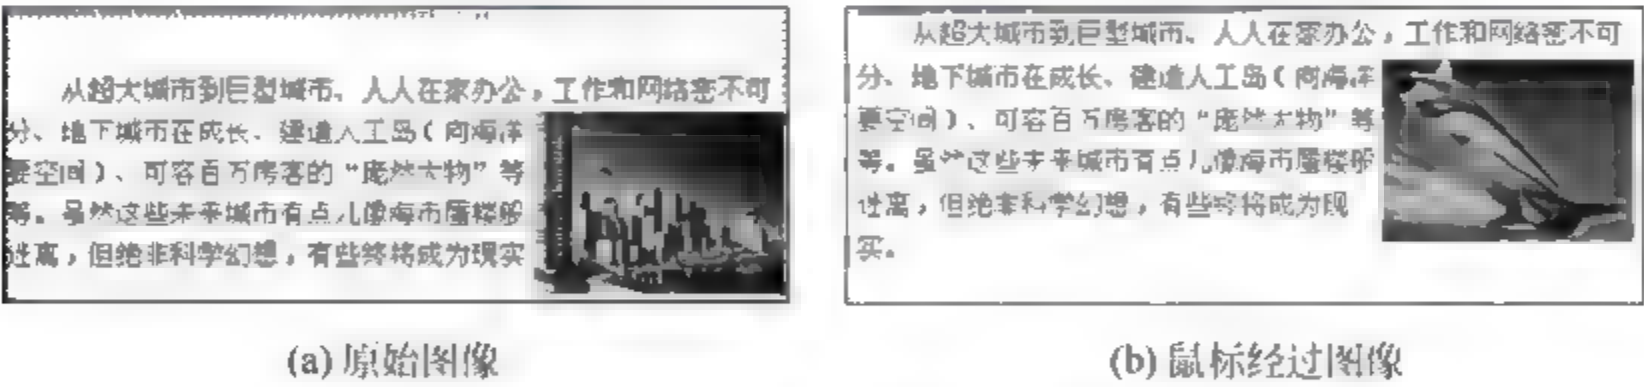 从超大城市到巨型城市、人人在家办公，工作和网络密不可
分、地下城市在成长、建造人工岛（向海洋
要空间）、可容百万房客的“庞然大物”等
等。虽然这些未来城市有点儿像海市蜃楼般
迷离，但绝非科学幻想，有些终将成为现实
(a) 原始图像
从超大城市到巨型城市、人人在家办公，工作和网络密不可
分、地下城市在成长、建造人工岛（向海洋
要空间）、可容百万房客的“庞然大物”等
等。虽然这些未来城市有点儿像海市蜃楼般
迷离，但绝非科学幻想，有些终将成为现
实。
(b) 鼠标经过图像